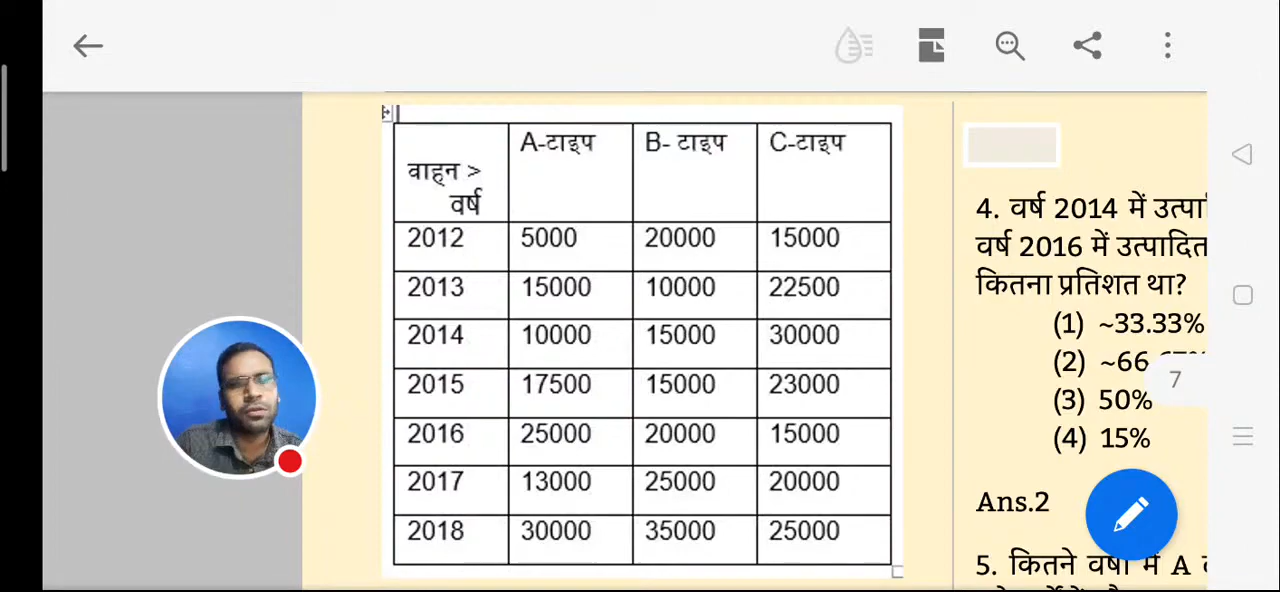 A-टाइप B- टाइप C-टाइप
वाहन >
वर्ष
2012 5000 20000 15000
2013 15000 10000 22500
2014 10000 15000 30000
2015 17500 15000 23000
2016 25000 20000 15000
2017 13000 25000 20000
2018 30000 35000 25000
4. वर्ष 2014 में
वर्ष 2016 में उत्पादित
कितना प्रतिशत था?
(1) ~33.33%
(2) ~66
(3) 50%
(4) 15%
Ans.2
5. कितने वर्षों में A
7